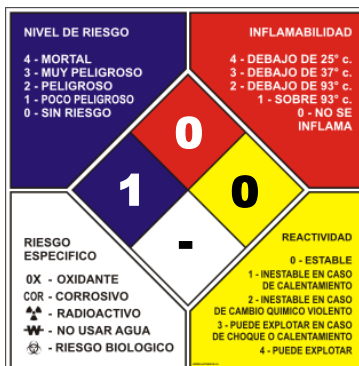 NIVEL DE RIESGO
4 - MORTAL
3 - MUY PELIGROSO
2 - PELIGROSO
1 - POCO PELIGROSO
0 - SIN RIESGO
INFLAMABILIDAD
4 - DEBAJO DE 25° c.
3 - DEBAJO DE 37° c.
2 - DEBAJO DE 93° c.
1 - SOBRE 93° c.
0 - NO SE
INFLAMA
0
1
0
-
RIESGO
ESPECIFICO
0X - OXIDANTE
COR - CORROSIVO
- RADIOACTIVO
W - NO USAR AGUA
- RIESGO BIOLOGICO
REACTIVIDAD
0 - ESTABLE
1 - INESTABLE EN CASO
DE CALENTAMIENTO
2 - INESTABLE EN CASO
DE CAMBIO QUIMICO VIOLENTO
3 - PUEDE EXPLOTAR EN CASO
DE CHOQUE O CALENTAMIENTO
4 - PUEDE EXPLOTAR